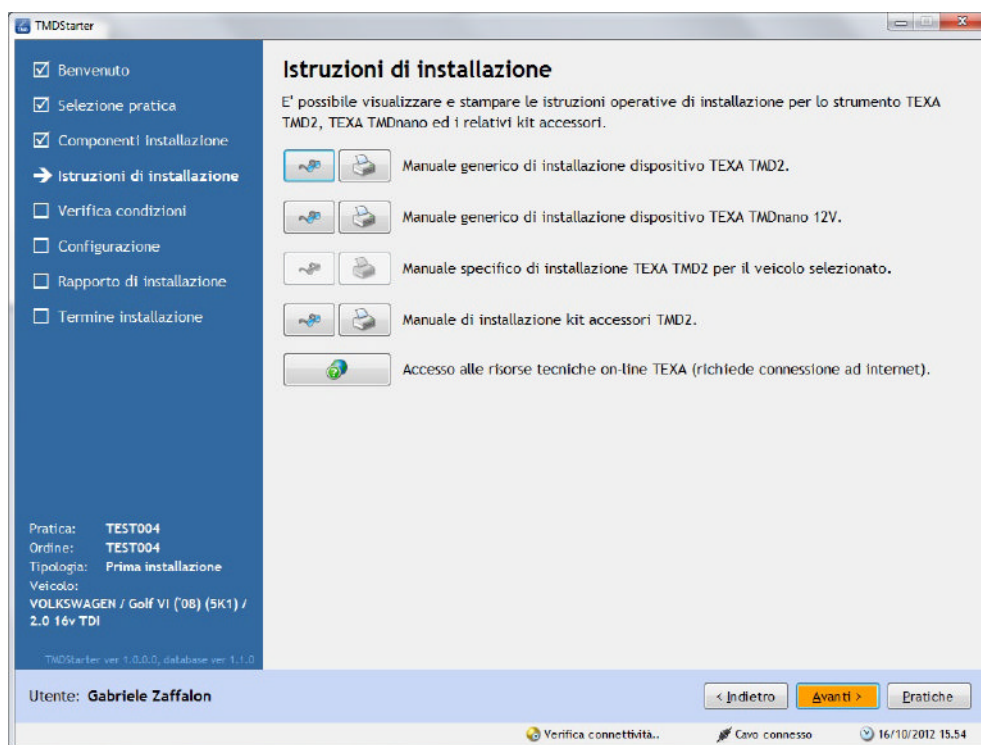 TMDStarter
Benvenuto
Selezione pratica
Componenti installazione
Istruzioni di installazione
Verifica condizioni
Configurazione
Rapporto di installazione
Termine installazione
Pratica: TEST004
Ordine: TEST004
Tipologia: Prima installazione
Veicolo:
VOLKSWAGEN / Golf VI ('08) (5K1) /
2.0 16v TDI
TMDStarter ver 1.0.0.0, database ver 1.1.0
Istruzioni di installazione
E' possibile visualizzare e stampare le istruzioni operative di installazione per lo strumento TEXA
TMD2, TEXA TMDnano ed i relativi kit accessori.
Manuale generico di installazione dispositivo TEXA TMD2.
Manuale generico di installazione dispositivo TEXA TMDnano 12V.
Manuale specifico di installazione TEXA TMD2 per il veicolo selezionato.
Manuale di installazione kit accessori TMD2.
Accesso alle risorse tecniche on-line TEXA (richiede connessione ad internet).
Utente: Gabriele Zaffalon
< Indietro
Avanti >
Pratiche
Verifica connettività..
Cavo connesso
16/10/2012 15.54